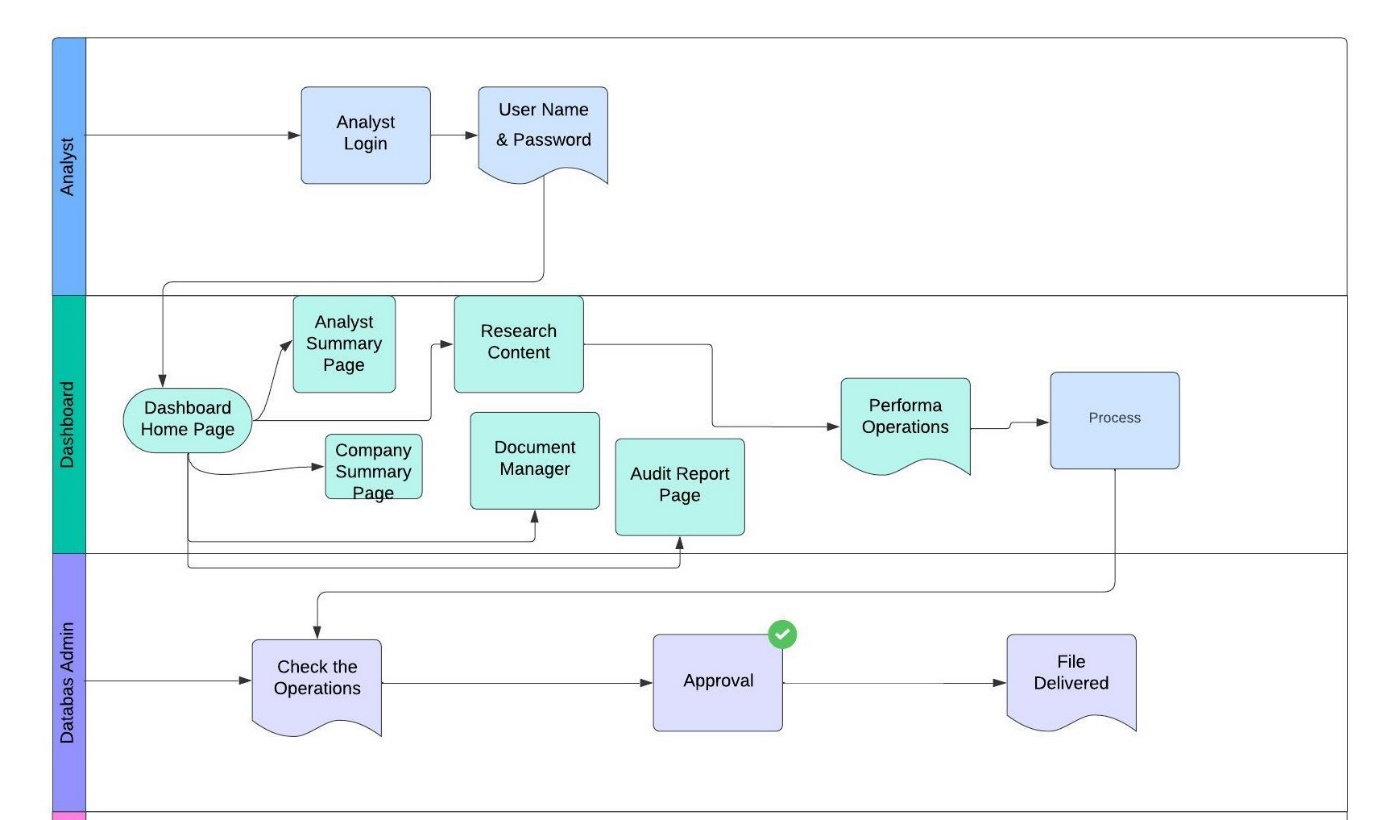 Analyst
Analyst
Login
User Name
& Password
Dashboard
Dashboard
Home Page
Analyst
Summary
Page
Research
Content
Company
Summary
Page
Document
Manager
Audit Report
Page
Performa
Operations
Process
Databas Admin
Check the
Operations
Approval
File
Delivered